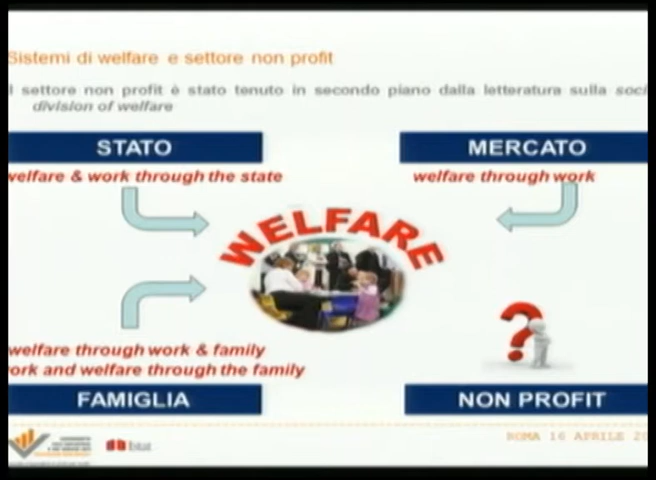 Sistemi di welfare e settore non profit
l settore non profit è stato tenuto in secondo piano dalla letteratura sulla soci
division of welfare
STATO
MERCATO
welfare & work through the state
welfare through work
WELFARE
welfare through work & family
ork and welfare through the family
FAMIGLIA
NON PROFIT
ROMA 16 APRILE 20
Istat